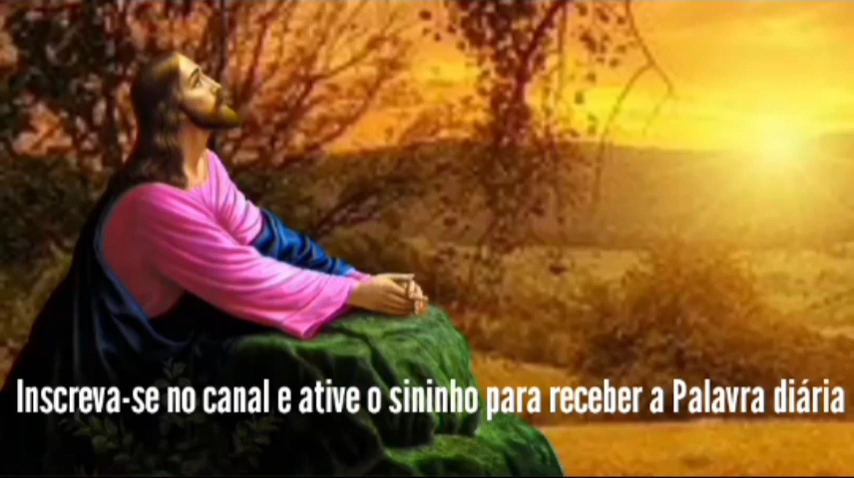 Inscreva-se no canal e ative o sininho para receber a Palavra diária